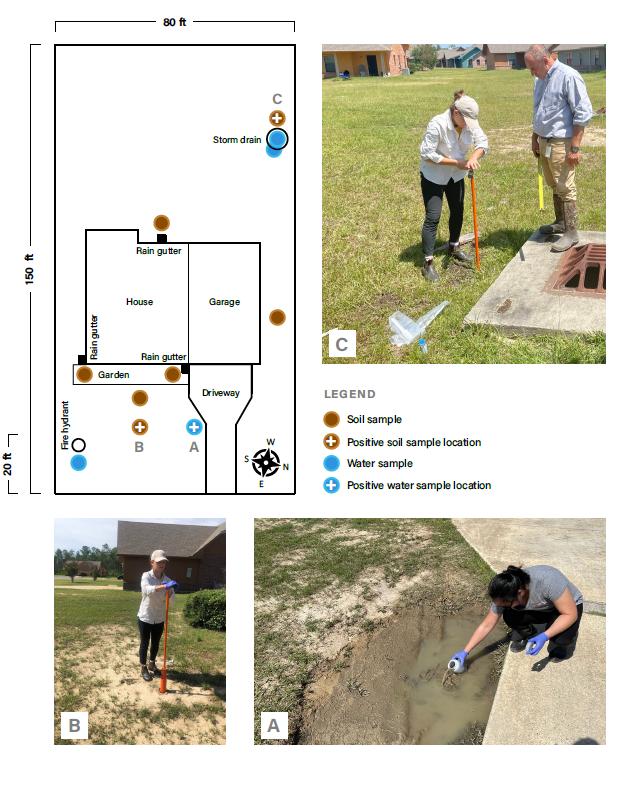 80 ft
C
Storm drain
Rain gutter
150 ft
House
Garage
Rain gutter
Rain gutter
Garden
Driveway
Fire hydrant
20 ft
B
A
W
S
N
E
C
LEGEND
Soil sample
Positive soil sample location
Water sample
Positive water sample location
B
A